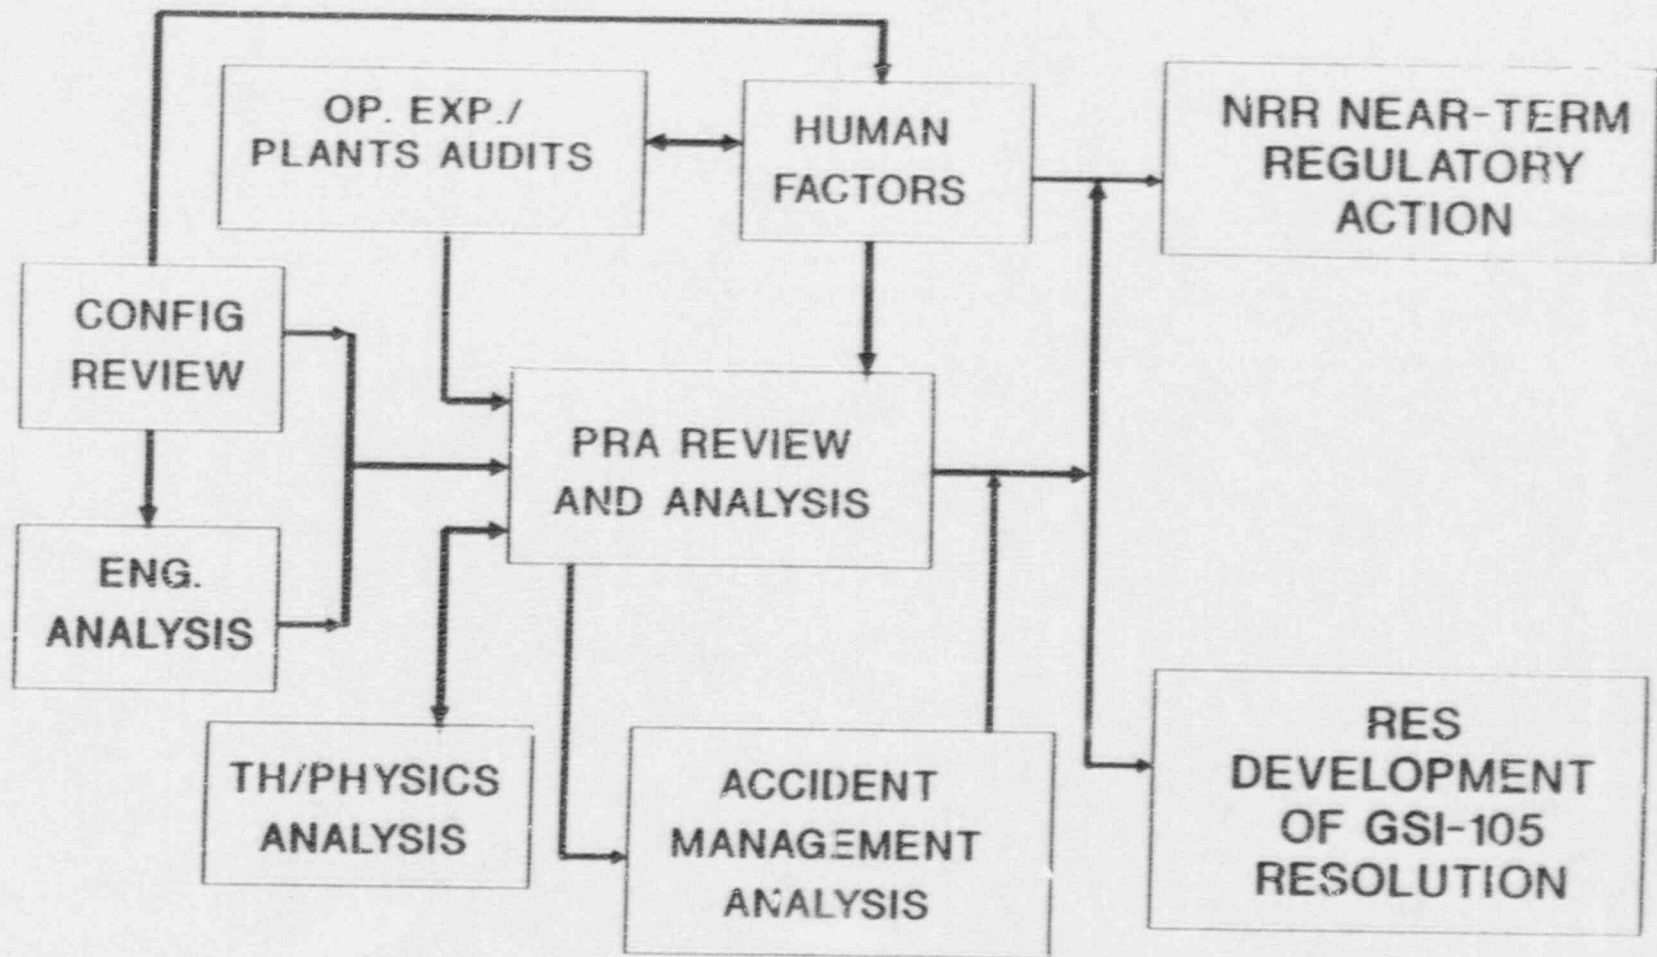 OP. EXP./
PLANTS AUDITS
HUMAN
FACTORS
NRR NEAR-TERM
REGULATORY
ACTION
CONFIG
REVIEW
PRA REVIEW
AND ANALYSIS
ENG.
ANALYSIS
TH/PHYSICS
ANALYSIS
ACCIDENT
MANAGEMENT
ANALYSIS
RES
DEVELOPMENT
OF GSI-105
RESOLUTION